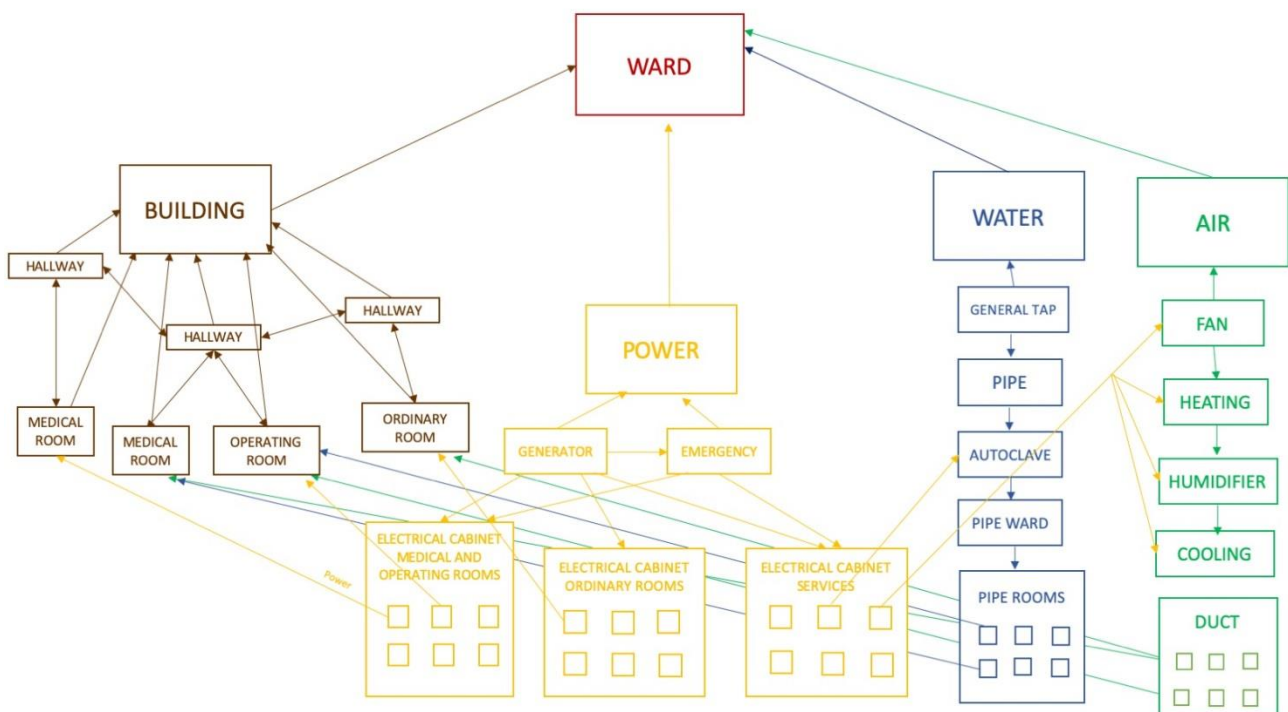 WARD
BUILDING
WATER
AIR
HALLWAY
HALLWAY
HALLWAY
GENERAL TAP
FAN
POWER
PIPE
HEATING
MEDICAL
ROOM
MEDICAL
ROOM
OPERATING
ROOM
ORDINARY
ROOM
GENERATOR
EMERGENCY
AUTOCLAVE
HUMIDIFIER
PIPE WARD
COOLING
ELECTRICAL CABINET
MEDICAL AND
OPERATING ROOMS
ELECTRICAL CABINET
ORDINARY ROOMS
ELECTRICAL CABINET
SERVICES
Power
PIPE ROOMS
DUCT